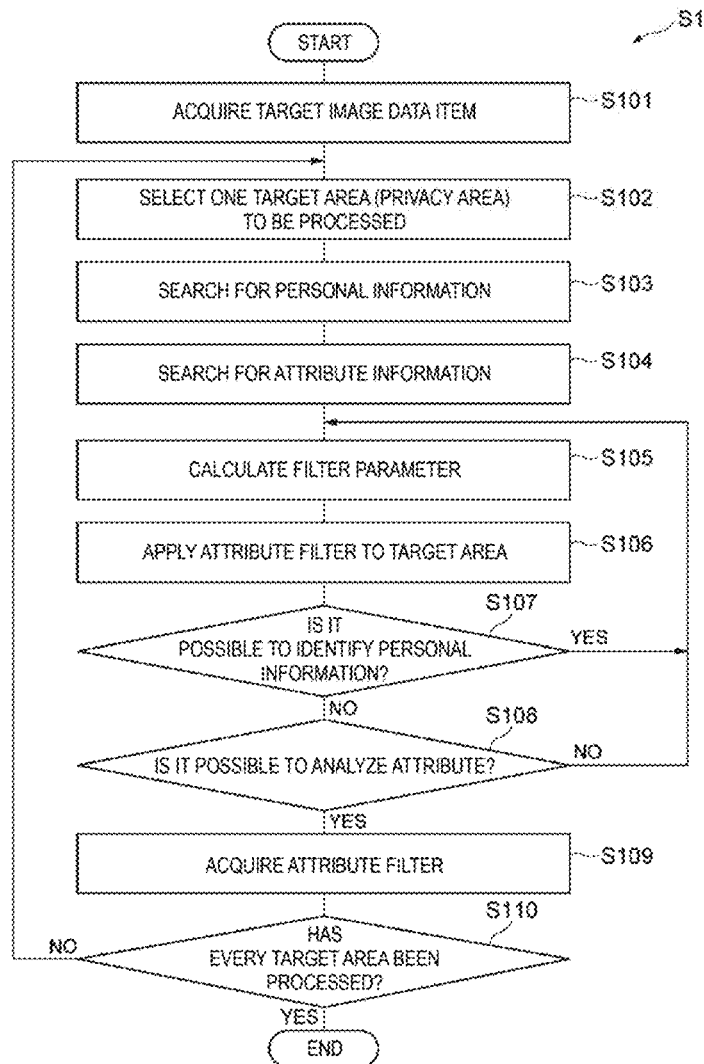 S1
START
ACQUIRE TARGET IMAGE DATA ITEM
S101
SELECT ONE TARGET AREA (PRIVACY AREA)
TO BE PROCESSED
S102
SEARCH FOR PERSONAL INFORMATION
S103
SEARCH FOR ATTRIBUTE INFORMATION
S104
CALCULATE FILTER PARAMETER
S105
APPLY ATTRIBUTE FILTER TO TARGET AREA
S106
S107
IS IT
POSSIBLE TO IDENTIFY PERSONAL
INFORMATION?
YES
NO
S108
IS IT POSSIBLE TO ANALYZE ATTRIBUTE?
NO
YES
ACQUIRE ATTRIBUTE FILTER
S109
S110
NO
HAS
EVERY TARGET AREA BEEN
PROCESSED?
YES
END